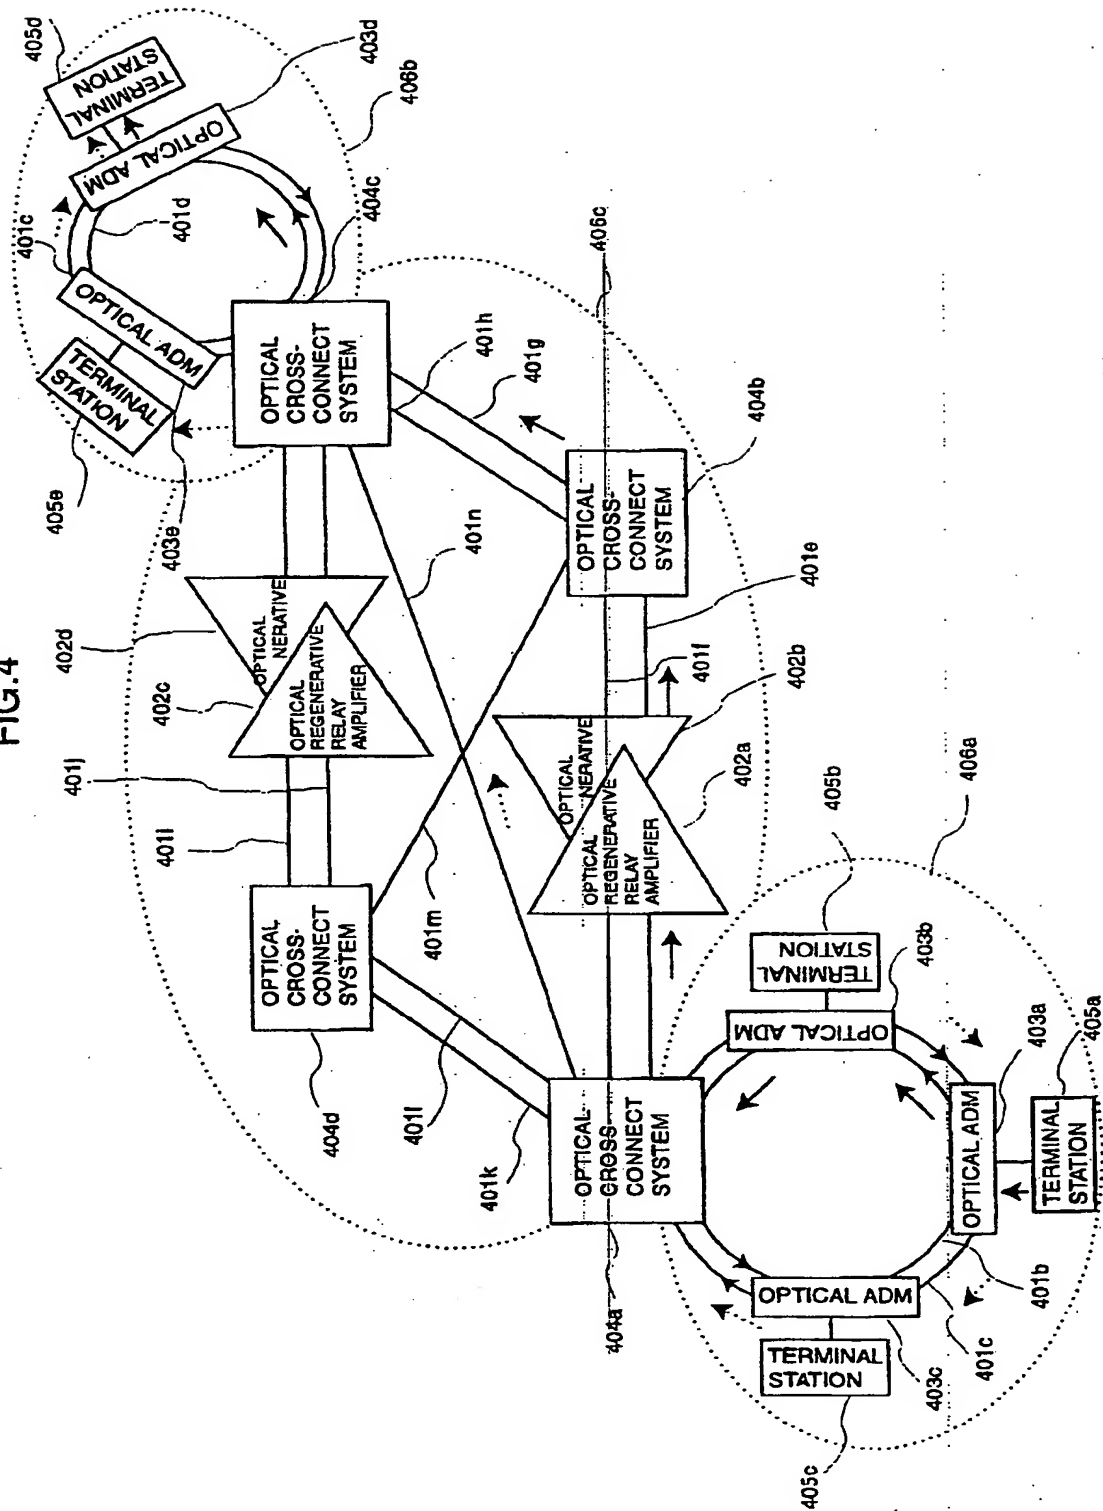 FIG.4
405d
TERMINAL
STATION
403d
406b
OPTICAL ADM
401c
401d
404c
OPTICAL ADM
TERMINAL
STATION
405e
403e
OPTICAL
CROSS-
CONNECT
SYSTEM
401h
401g
406c
404b
OPTICAL
CROSS-
CONNECT
SYSTEM
401n
402d
402c
OPTICAL
NERATIVE
OPTICAL
REGENERATIVE
RELAY
AMPLIFIER
401e
401f
402b
402a
OPTICAL
NERATIVE
OPTICAL
REGENERATIVE
RELAY
AMPLIFIER
401j
401i
401m
OPTICAL
CROSS-
CONNECT
SYSTEM
404d
401l
401k
OPTICAL
CROSS-
CONNECT
SYSTEM
404a
405b
406a
TERMINAL
STATION
403b
OPTICAL ADM
403a
405a
OPTICAL ADM
TERMINAL
STATION
401b
401c
OPTICAL ADM
403c
TERMINAL
STATION
405c